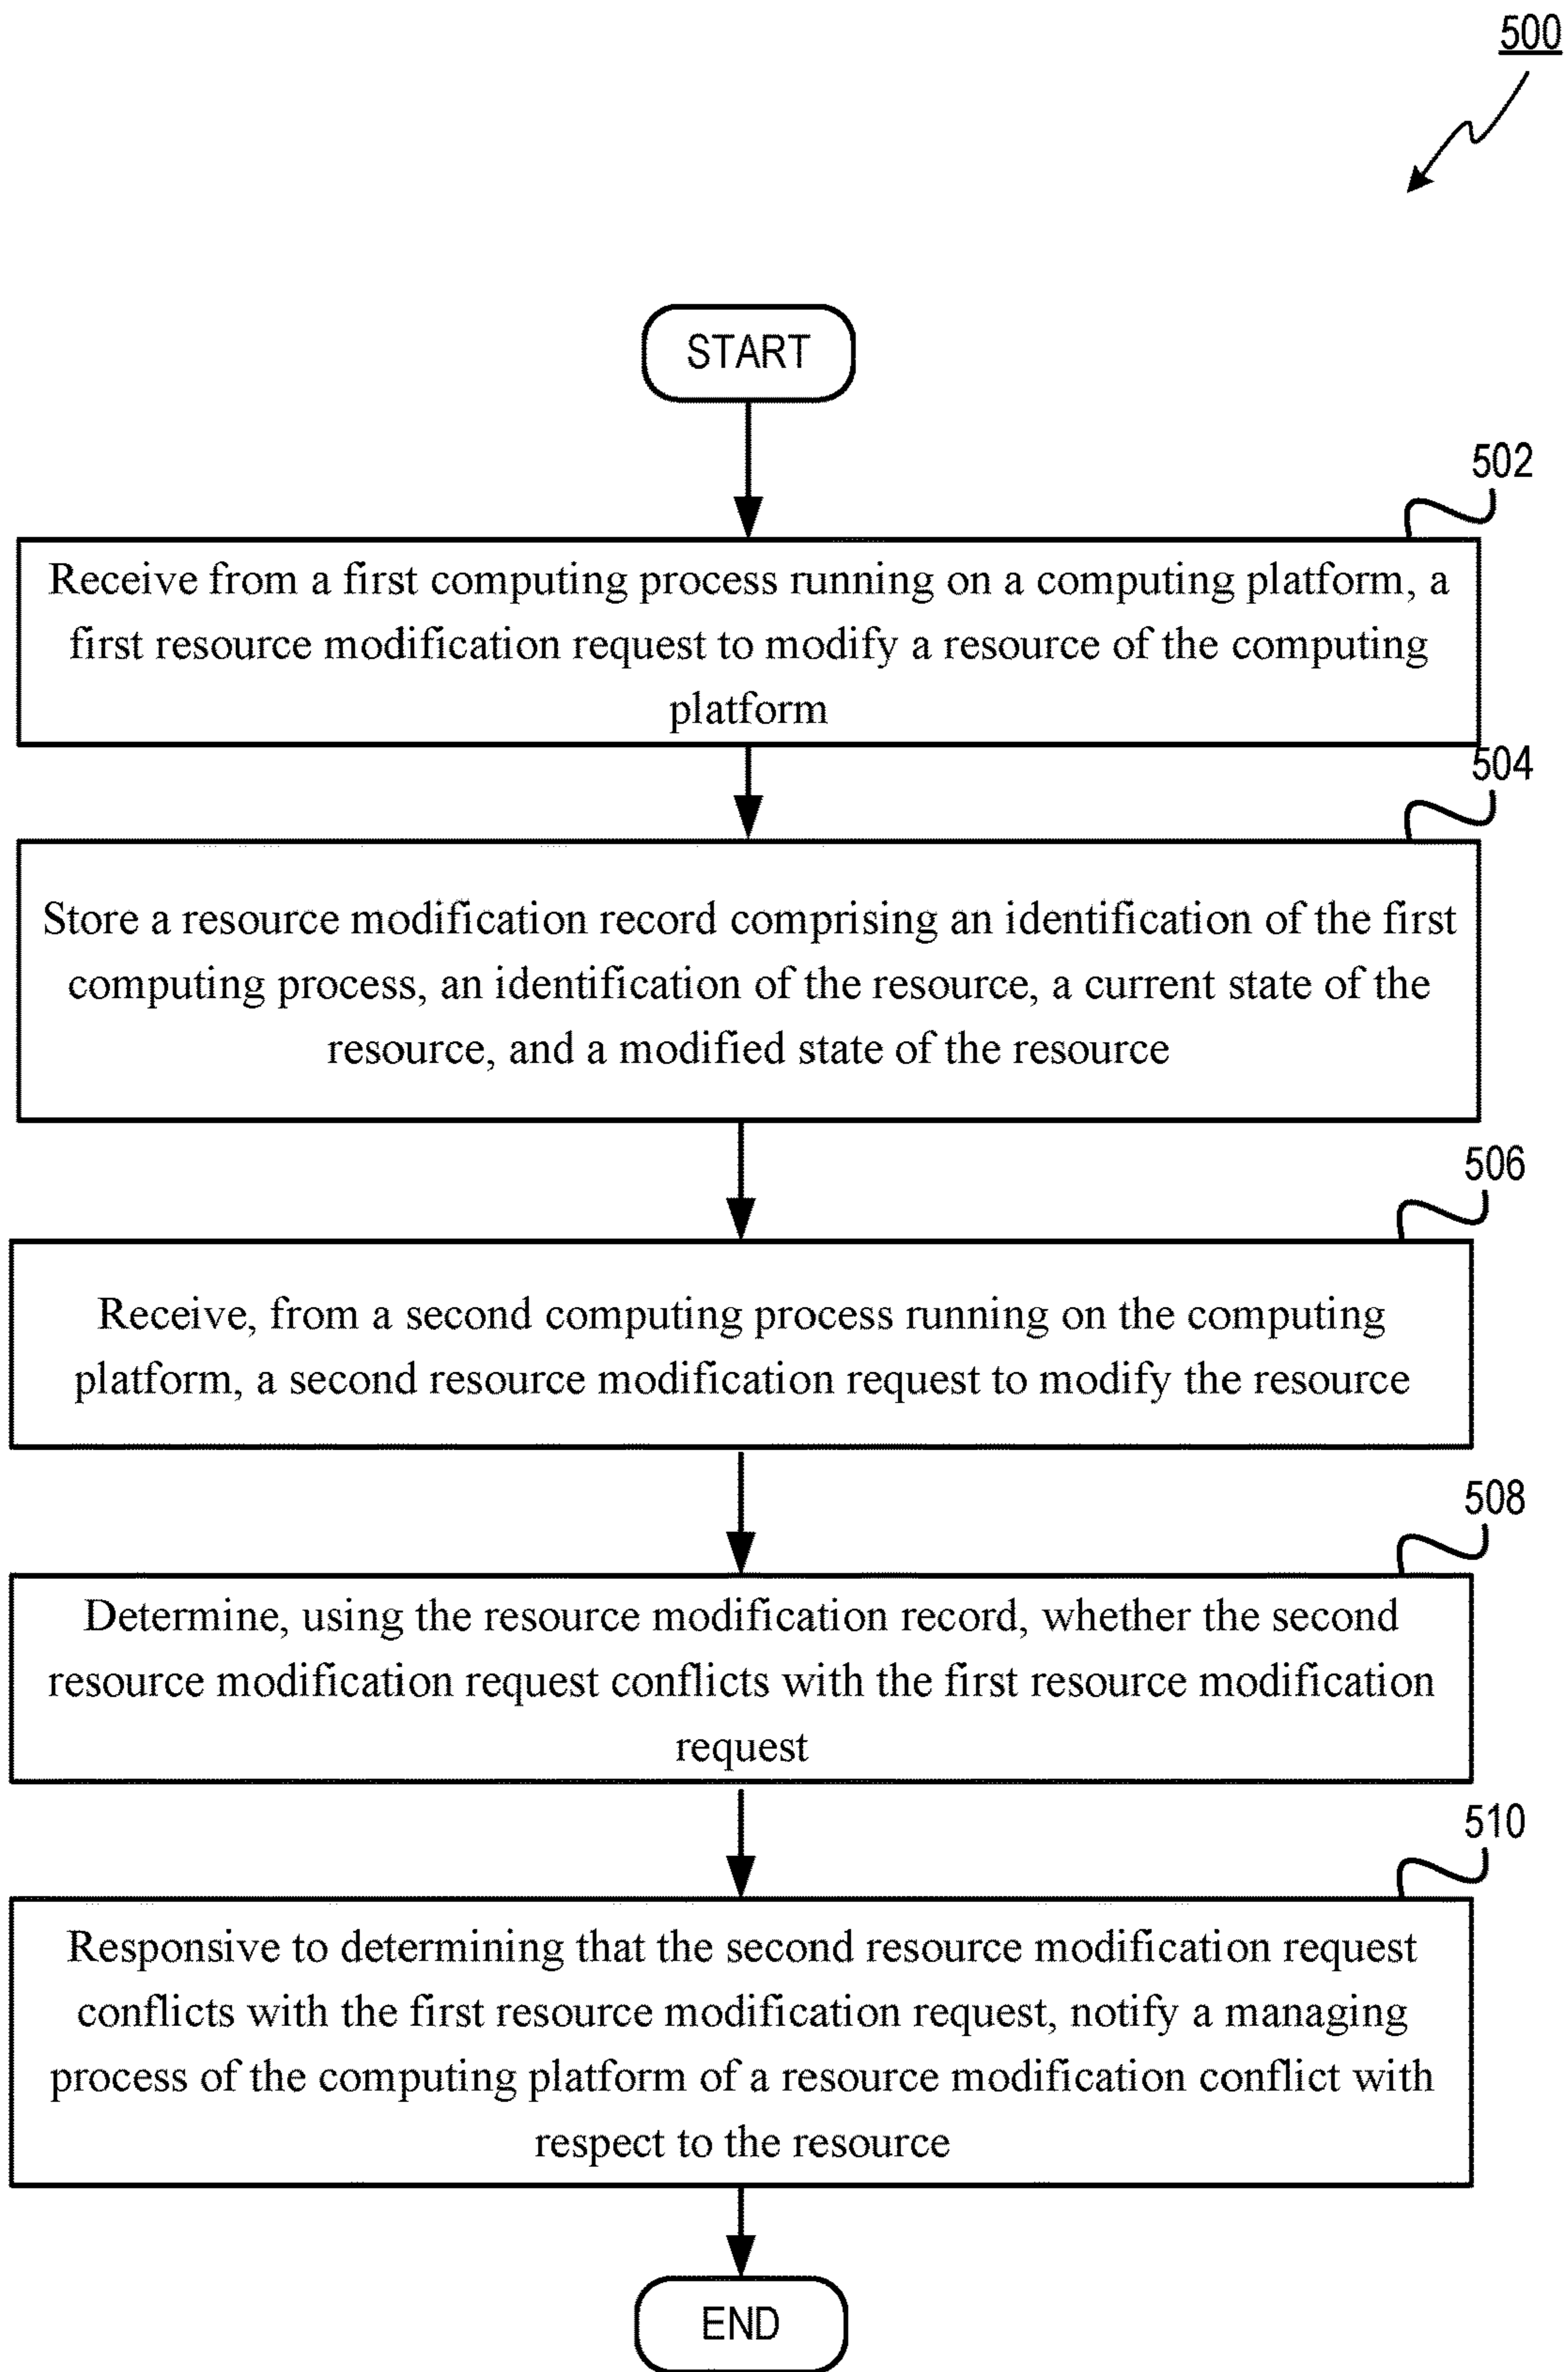 500
START
502
Receive from a first computing process running on a computing platform, a
first resource modification request to modify a resource of the computing
platform
504
Store a resource modification record comprising an identification of the first
computing process, an identification of the resource, a current state of the
resource, and a modified state of the resource
506
Receive, from a second computing process running on the computing
platform, a second resource modification request to modify the resource
508
Determine, using the resource modification record, whether the second
resource modification request conflicts with the first resource modification
request
510
Responsive to determining that the second resource modification request
conflicts with the first resource modification request, notify a managing
process of the computing platform of a resource modification conflict with
respect to the resource
END